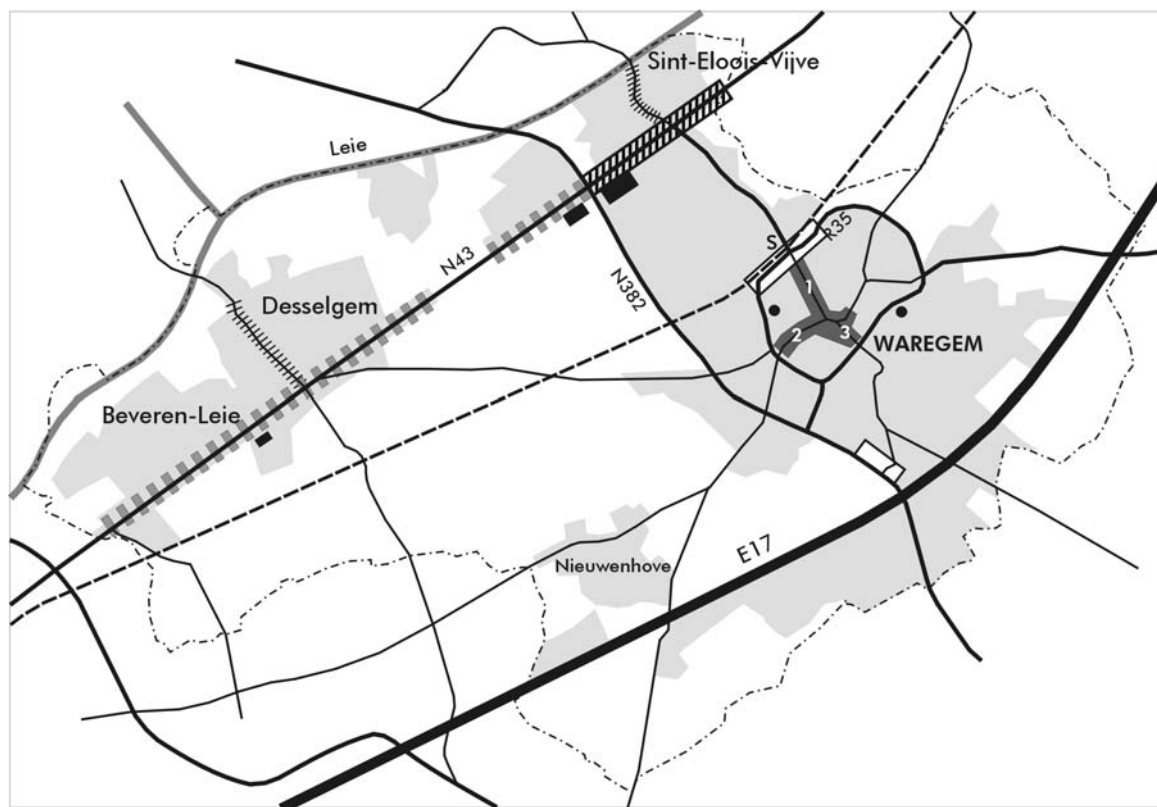 Sint-Eloois-Vijve
Leie
S
R35
N43
1
N382
Desselgem
2
3
WAREGEM
Beveren-Leie
E17
Nieuwenhove